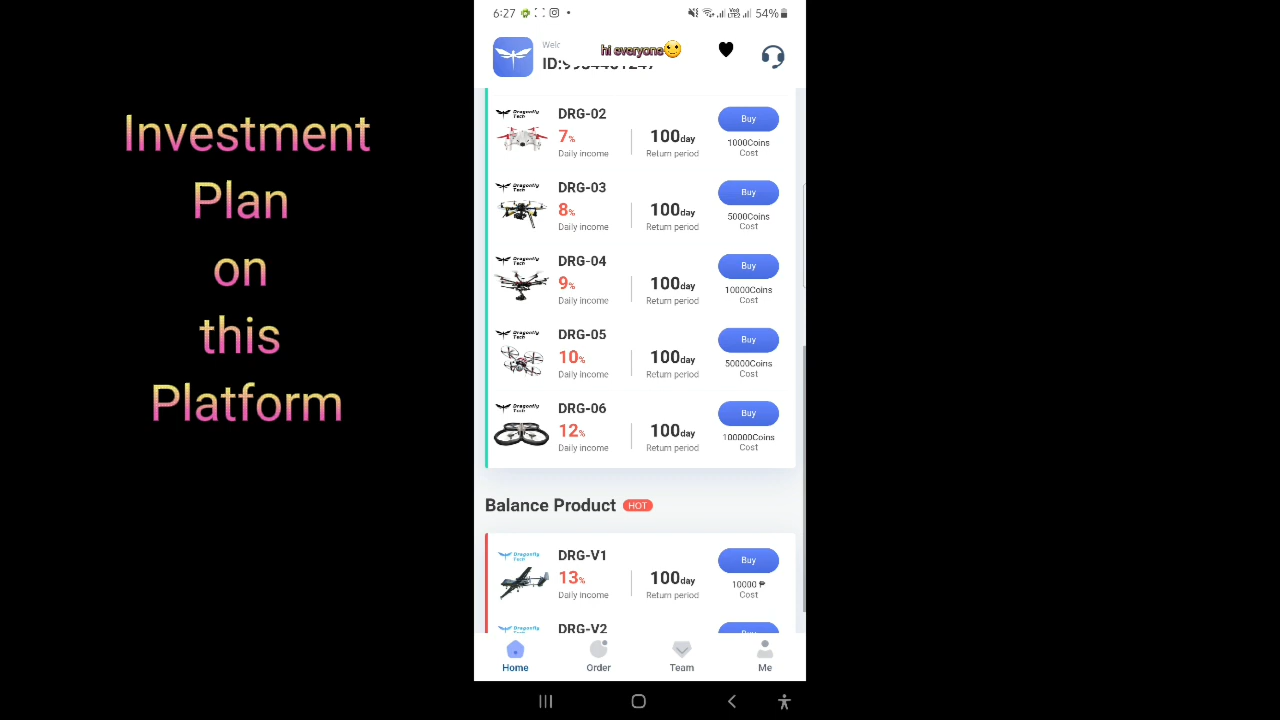 Investment
Plan
on
this
Platform
6:27
54%
hi everyone
DRG-02
7%
Daily income
100day
Return period
Buy
1000Coins
Cost
DRG-03
8%
Daily income
100day
Return period
Buy
5000Coins
Cost
DRG-04
9%
Daily income
100day
Return period
Buy
10000Coins
Cost
DRG-05
10%
Daily income
100day
Return period
Buy
50000Coins
Cost
DRG-06
12%
Daily income
100day
Return period
Buy
100000Coins
Cost
Balance Product HOT
Dragonfly
Tech
DRG-V1
13%
Daily income
100day
Return period
Buy
10000 ₱
Cost
DRG-V2
Home
Order
Team
Me